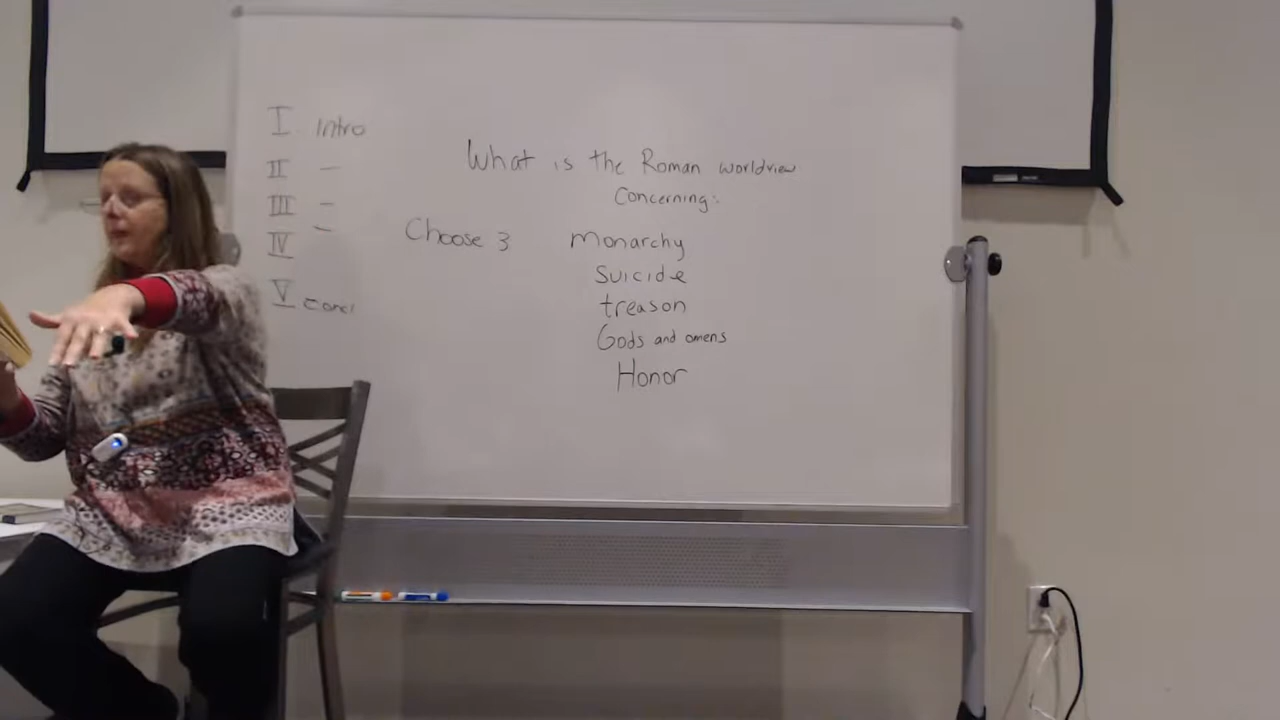 I Intro
II —
III —
IV —
V Concl
What is the Roman worldview
Concerning:
Choose 3
Monarchy
Suicide
treason
Gods and omens
Honor